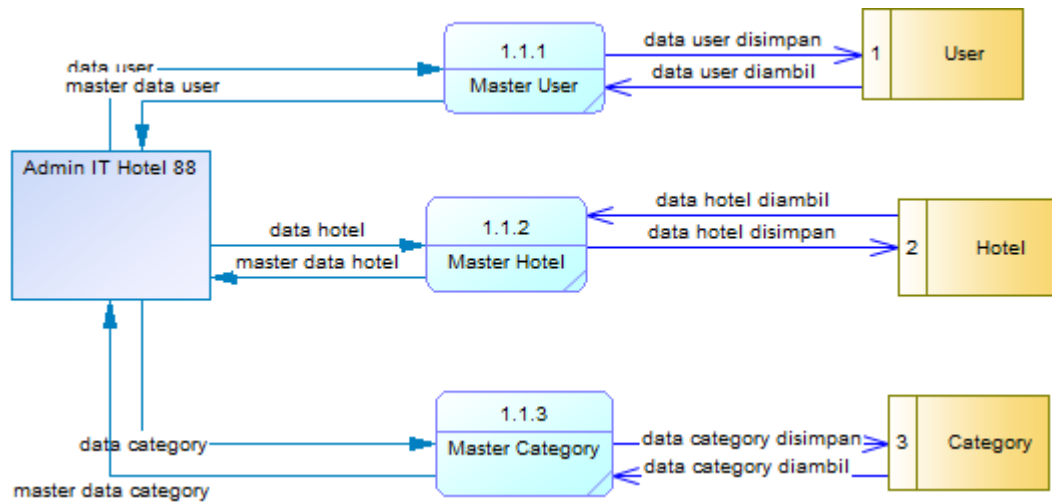 data user
master data user
1.1.1
Master User
data user disimpan
data user diambil
1
User
Admin IT Hotel 88
data hotel
master data hotel
1.1.2
Master Hotel
data hotel diambil
data hotel disimpan
2
Hotel
data category
master data category
1.1.3
Master Category
data category disimpan
data category diambil
3
Category